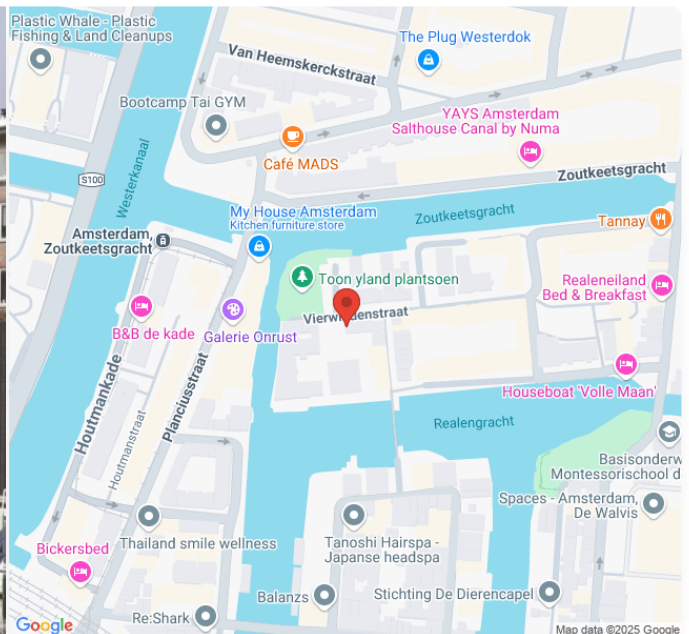 Plastic Whale - Plastic
Fishing & Land Cleanups
The Plug Westerdok
Van Heemskerckstraat
Bootcamp Tai GYM
YAYS Amsterdam
Salthouse Canal by Numa
Café MADS
Westerkanaal
S100
Zoutkeetsgracht
My House Amsterdam
Kitchen furniture store
Zoutkeetsgracht
Tannay
Amsterdam,
Zoutkeetsgracht
Toon yland plantsoen
Realeneiland
Bed & Breakfast
B&B de kade
Galerie Onrust
Vierwindenstraat
Houtmankade
Planciusstraat
Houtmanstraat
Houseboat 'Volle Maan'
Realengracht
Basisonderw
Montessorischool d
Spaces - Amsterdam,
De Walvis
Thailand smile wellness
Tanoshi Hairspa -
Japanse headspa
Bickersbed
Balanzs
Stichting De Dierencapel
Re:Shark
Google
Map data ©2025 Google